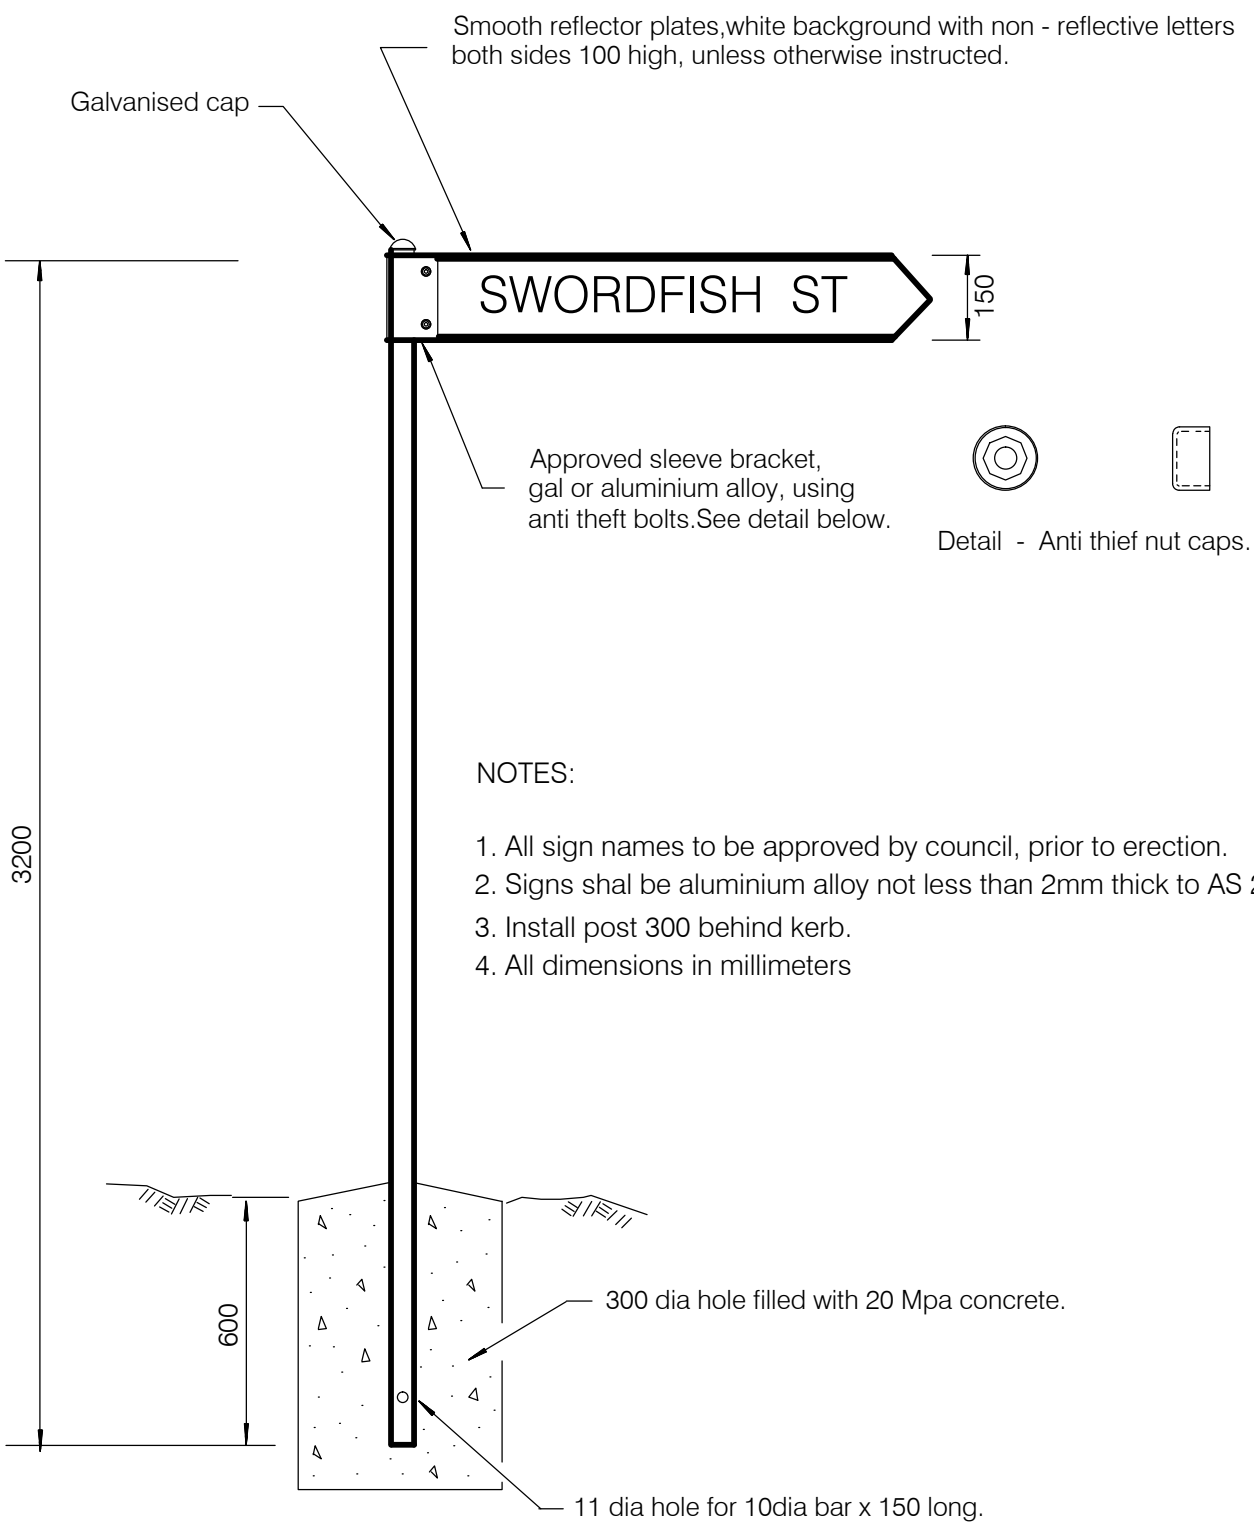 Smooth reflector plates,white background with non - reflective letters
both sides 100 high, unless otherwise instructed.
Galvanised cap
SWORDFISH ST
150
Approved sleeve bracket,
gal or aluminium alloy, using
anti theft bolts.See detail below.
Detail - Anti thief nut caps.
3200
NOTES:
1. All sign names to be approved by council, prior to erection.
2. Signs shal be aluminium alloy not less than 2mm thick to AS
3. Install post 300 behind kerb.
4. All dimensions in millimeters
600
300 dia hole filled with 20 Mpa concrete.
11 dia hole for 10dia bar x 150 long.